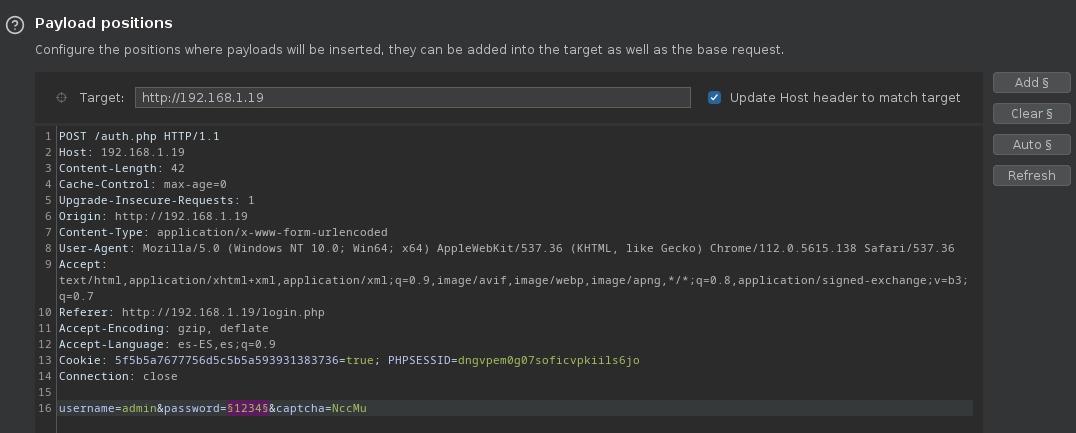 Payload positions
Configure the positions where payloads will be inserted, they can be added into the target as well as the base request.
Target: http://192.168.1.19 Update Host header to match target
Add §
Clear §
Auto §
Refresh
1 POST /auth.php HTTP/1.1
2 Host: 192.168.1.19
3 Content-Length: 42
4 Cache-Control: max-age=0
5 Upgrade-Insecure-Requests: 1
6 Origin: http://192.168.1.19
7 Content-Type: application/x-www-form-urlencoded
8 User-Agent: Mozilla/5.0 (Windows NT 10.0; Win64; x64) AppleWebKit/537.36 (KHTML, like Gecko) Chrome/112.0.5615.138 Safari/537.36
9 Accept:
text/html,application/xhtml+xml,application/xml;q=0.9,image/avif,image/webp,image/apng,*/*;q=0.8,application/signed-exchange;v=b3;
q=0.7
10 Referer: http://192.168.1.19/login.php
11 Accept-Encoding: gzip, deflate
12 Accept-Language: es-ES,es;q=0.9
13 Cookie: 5f5b5a7677756d5c5b5a593931383736=true; PHPSESSID=dngvpem0g07soficvpkiils6jo
14 Connection: close
15
16 username=admin&password=§1234§&captcha=NccMu